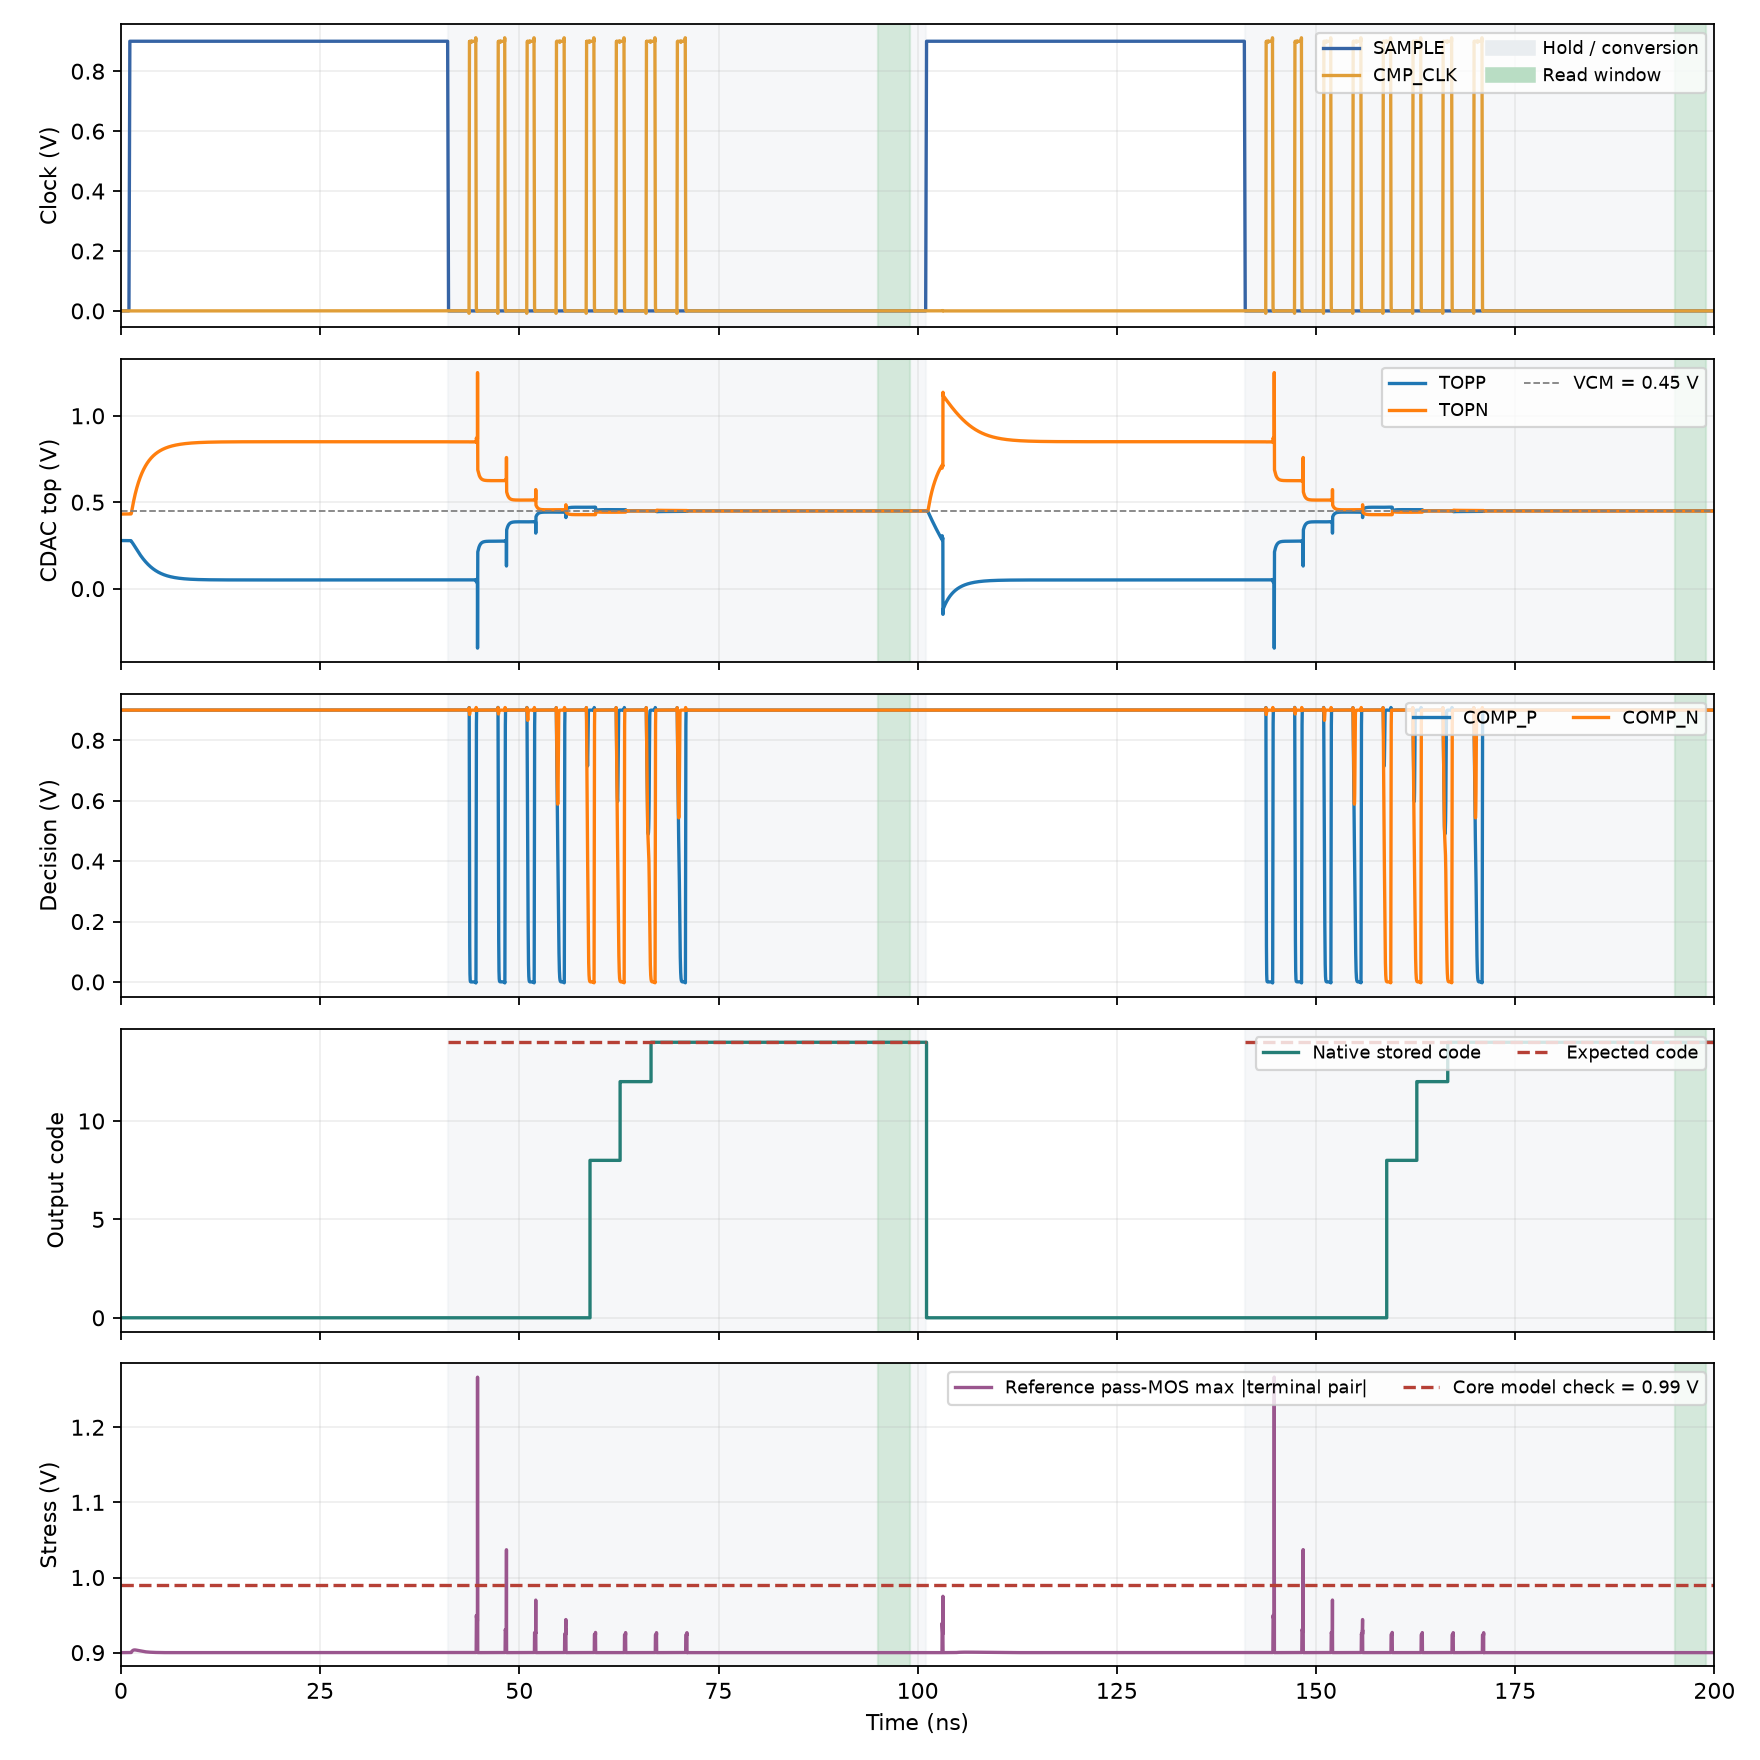 Clock (V)
0.8
0.6
0.4
0.2
0.0
SAMPLE
CMP_CLK
Hold / conversion
Read window
CDAC top (V)
1.0
0.5
0.0
TOPP
TOPN
VCM = 0.45 V
Decision (V)
0.8
0.6
0.4
0.2
0.0
COMP_P
COMP_N
Output code
10
5
0
Native stored code
Expected code
Stress (V)
1.2
1.1
1.0
0.9
Reference pass-MOS max |terminal pair|
Core model check = 0.99 V
0 25 50 75 100 125 150 175 200
Time (ns)